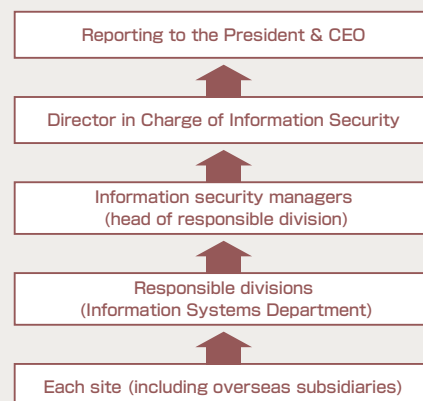 Reporting to the President & CEO
Director in Charge of Information Security
Information security managers
(head of responsible division)
Responsible divisions
(Information Systems Department)
Each site (including overseas subsidiaries)